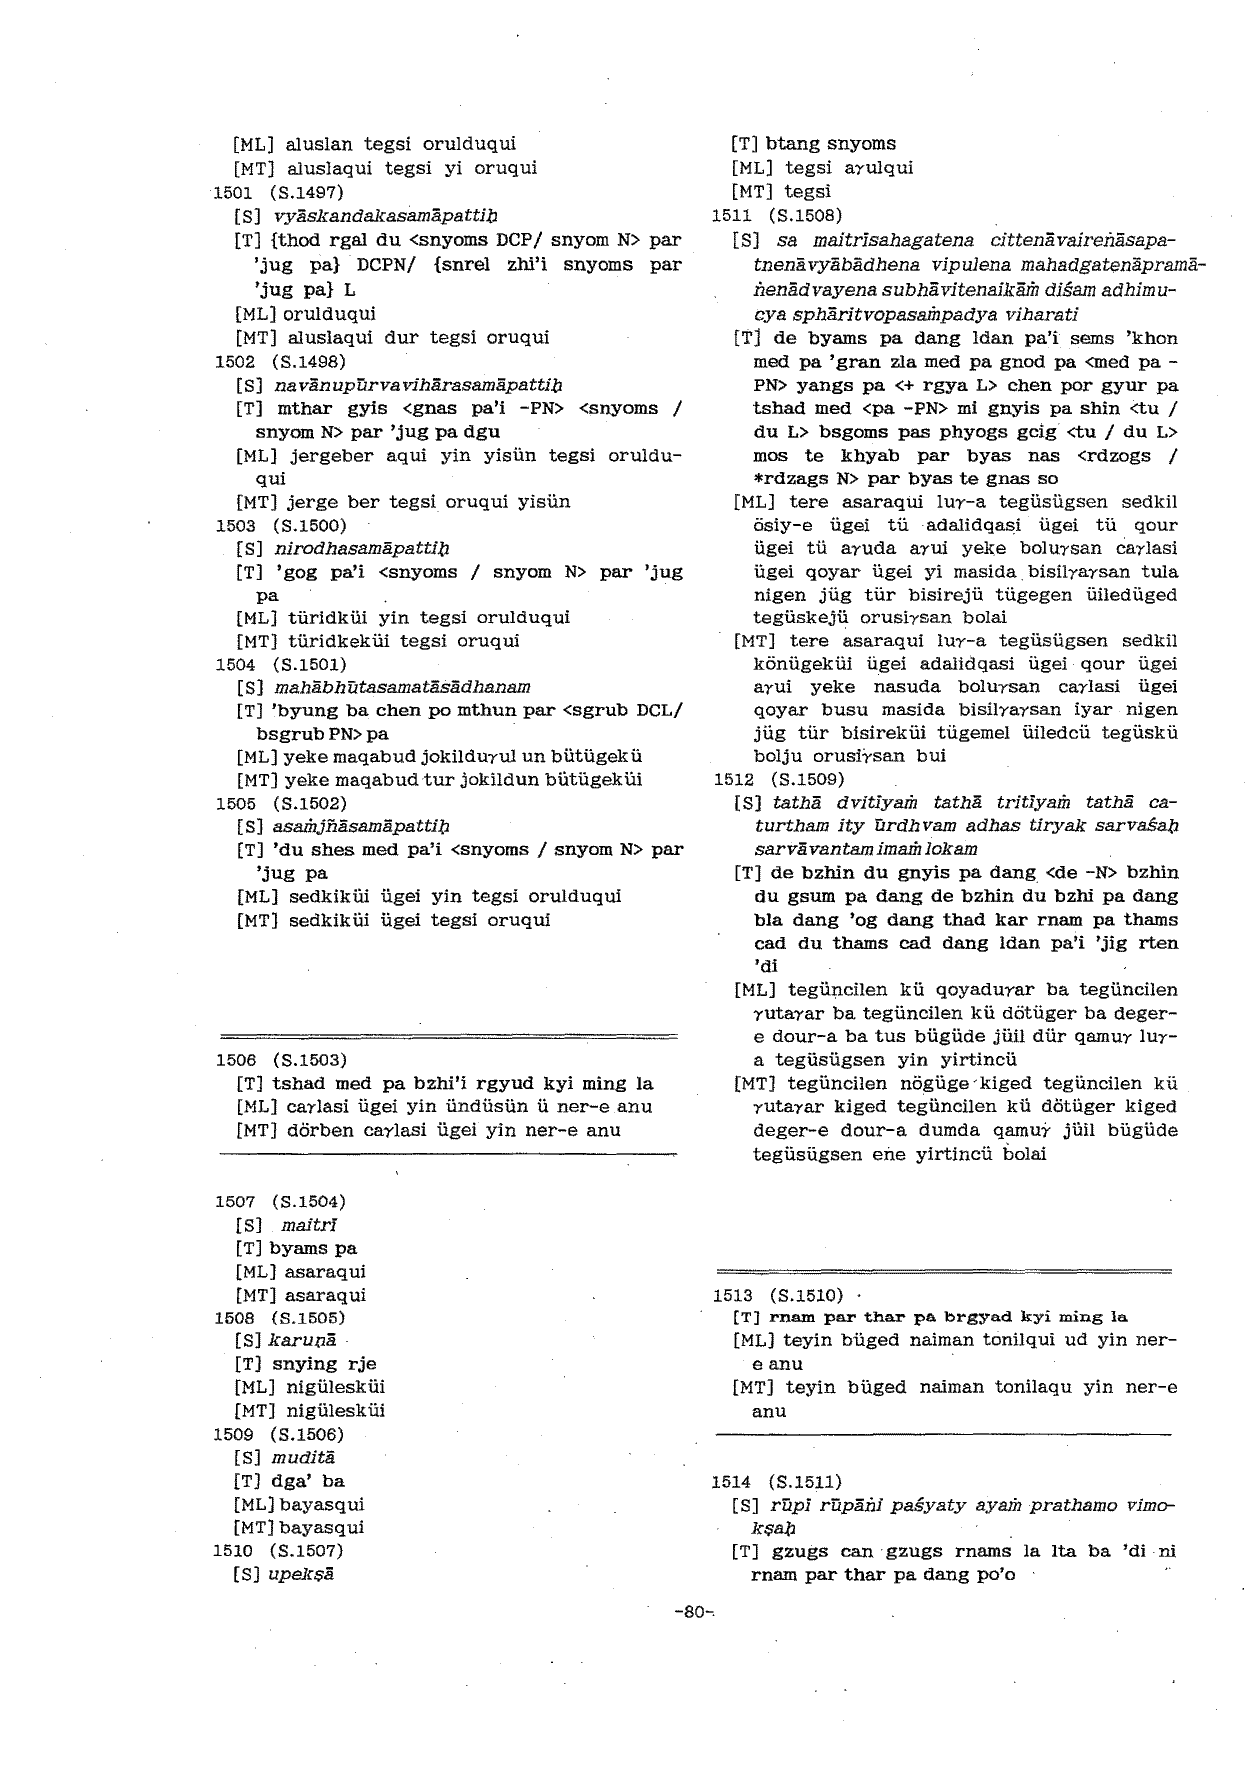 [ML] aluslan tegsi orulduqui
[MT] aluslaqui tegsi yi oruqui
1501 (S.1497)
[S] vyāskandakasamāpattiḥ
[T] {thod rgal du <snyoms DCP/ snyom N> par
'jug pa} DCPN/ {snrel zhi'i snyoms par
'jug pa} L
[ML] orulduqui
[MT] aluslaqui dur tegsi oruqui
1502 (S.1498)
[S] navānupūrvavihārasamāpattiḥ
[T] mthar gyis <gnas pa'i -PN> <snyoms /
snyom N> par 'jug pa dgu
[ML] jergeber aqui yin yisün tegsi oruldu-
qui
[MT] jerge ber tegsi oruqui yisün
1503 (S.1500)
[S] nirodhasamāpattiḥ
[T] 'gog pa'i <snyoms / snyom N> par 'jug
pa
[ML] türidküi yin tegsi orulduqui
[MT] türidkeküi tegsi oruqui
1504 (S.1501)
[S] mahābhūtasamatāsādhanam
[T] 'byung ba chen po mthun par <sgrub DCL/
bsgrub PN> pa
[ML] yeke maqabud jokilduγul un bütügekü
[MT] yeke maqabud tur jokildun bütügeküi
1505 (S.1502)
[S] asaṁjñāsamāpattiḥ
[T] 'du shes med pa'i <snyoms / snyom N> par
'jug pa
[ML] sedkiküi ügei yin tegsi orulduqui
[MT] sedkiküi ügei tegsi oruqui
1506 (S.1503)
[T] tshad med pa bzhi'i rgyud kyi ming la
[ML] caγlasi ügei yin ündüsün ü ner-e anu
[MT] dörben caγlasi ügei yin ner-e anu
1507 (S.1504)
[S] maitrī
[T] byams pa
[ML] asaraqui
[MT] asaraqui
1508 (S.1505)
[S] karuṇā
[T] snying rje
[ML] nigülesküi
[MT] nigülesküi
1509 (S.1506)
[S] muditā
[T] dga' ba
[ML] bayasqui
[MT] bayasqui
1510 (S.1507)
[S] upekṣā
[T] btang snyoms
[ML] tegsi aγulqui
[MT] tegsi
1511 (S.1508)
[S] sa maitrīsahagatena cittenāvaireṅāsapa-
tnenāvyābādhena vipulena mahadgatenāpramā-
ṅenādvayena subhāvitenaikāṁ diśam adhimu-
cya sphāritvopasaṁpadya viharati
[T] de byams pa dang ldan pa'i sems 'khon
med pa 'gran zla med pa gnod pa <med pa -
PN> yangs pa <+ rgya L> chen por gyur pa
tshad med <pa -PN> mi gnyis pa shin <tu /
du L> bsgoms pas phyogs gcig <tu / du L>
mos te khyab par byas nas <rdzogs /
*rdzags N> par byas te gnas so
[ML] tere asaraqui luγ-a tegüsügsen sedkil
ösiy-e ügei tü adalidqasi ügei tü qour
ügei tü aγuda aγui yeke boluγsan caγlasi
ügei qoyar ügei yi masida bisilγaγsan tula
nigen jüg tür bisirejü tügegen üiledüged
tegüskejü orusiγsan bolai
[MT] tere asaraqui luγ-a tegüsügsen sedkil
könügeküi ügei adalidqasi ügei qour ügei
aγui yeke nasuda boluγsan caγlasi ügei
qoyar busu masida bisilγaγsan iyar nigen
jüg tür bisireküi tügemel üiledcü tegüskü
bolju orusiγsan bui
1512 (S.1509)
[S] tathā dvitīyaṁ tathā tritīyaṁ tathā ca-
turtham ity ūrdhvam adhas tiryak sarvaśaḥ
sarvāvantam imaṁ lokam
[T] de bzhin du gnyis pa dang <de -N> bzhin
du gsum pa dang de bzhin du bzhi pa dang
bla dang 'og dang thad kar rnam pa thams
cad du thams cad dang ldan pa'i 'jig rten
'di
[ML] tegüncilen kü qoyaduγar ba tegüncilen
γutaγar ba tegüncilen kü dötüger ba deger-
e dour-a ba tus bügüde jüil dür qamuγ luγ-
a tegüsügsen yin yirtincü
[MT] tegüncilen nögüge kiged tegüncilen kü
γutaγar kiged tegüncilen kü dötüger kiged
deger-e dour-a dumda qamuγ jüil bügüde
tegüsügsen ene yirtincü bolai
1513 (S.1510)
[T] rnam par thar pa brgyad kyi ming la
[ML] teyin büged naiman tonilqui ud yin ner-
e anu
[MT] teyin büged naiman tonilaqu yin ner-e
anu
1514 (S.1511)
[S] rūpī rūpāṅi paśyaty ayaṁ prathamo vimo-
kṣaḥ
[T] gzugs can gzugs rnams la lta ba 'di ni
rnam par thar pa dang po'o
-80-